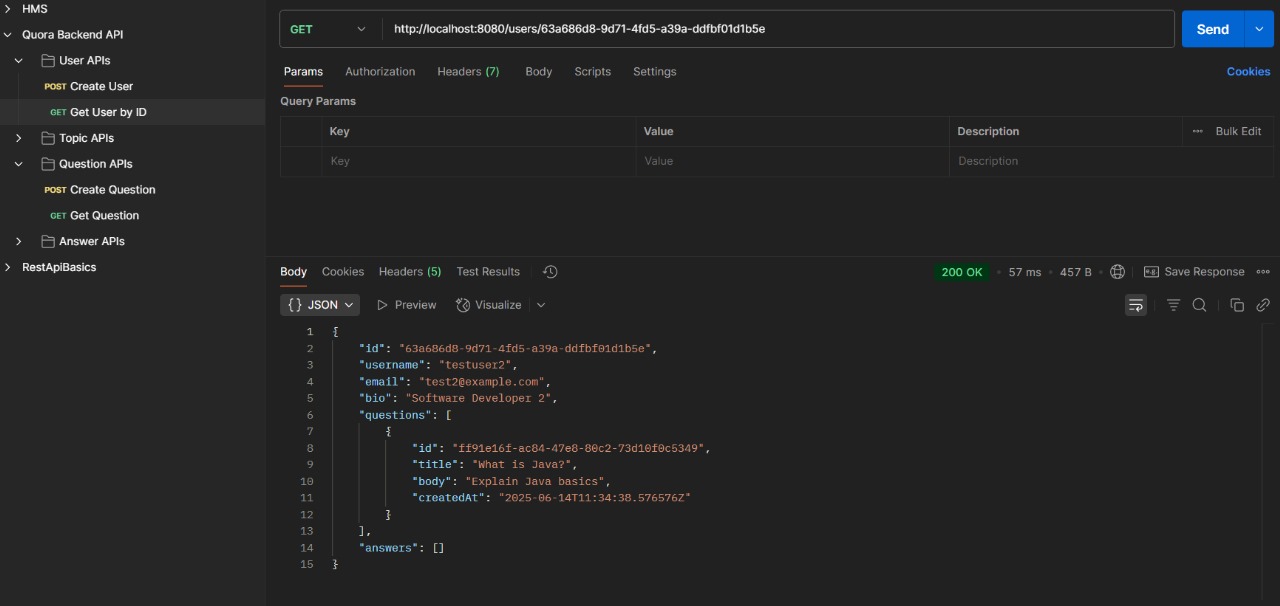 HMS
Quora Backend API
User APIs
POST Create User
GET Get User by ID
Topic APIs
Question APIs
POST Create Question
GET Get Question
Answer APIs
RestApiBasics
GET http://localhost:8080/users/63a686d8-9d71-4fd5-a39a-ddfbf01d1b5e Send
Params Authorization Headers (7) Body Scripts Settings Cookies
Query Params
Key Value Description ••• Bulk Edit
Key Value Description
Body Cookies Headers (5) Test Results 200 OK • 57 ms • 457 B • Save Response •••
{} JSON Preview Visualize
1 {
2 "id": "63a686d8-9d71-4fd5-a39a-ddfbf01d1b5e",
3 "username": "testuser2",
4 "email": "test2@example.com",
5 "bio": "Software Developer 2",
6 "questions": [
7 {
8 "id": "ff91e16f-ac84-47e8-80c2-73d10f0c5349",
9 "title": "What is Java?",
10 "body": "Explain Java basics",
11 "createdAt": "2025-06-14T11:34:38.576576Z"
12 }
13 ],
14 "answers": []
15 }